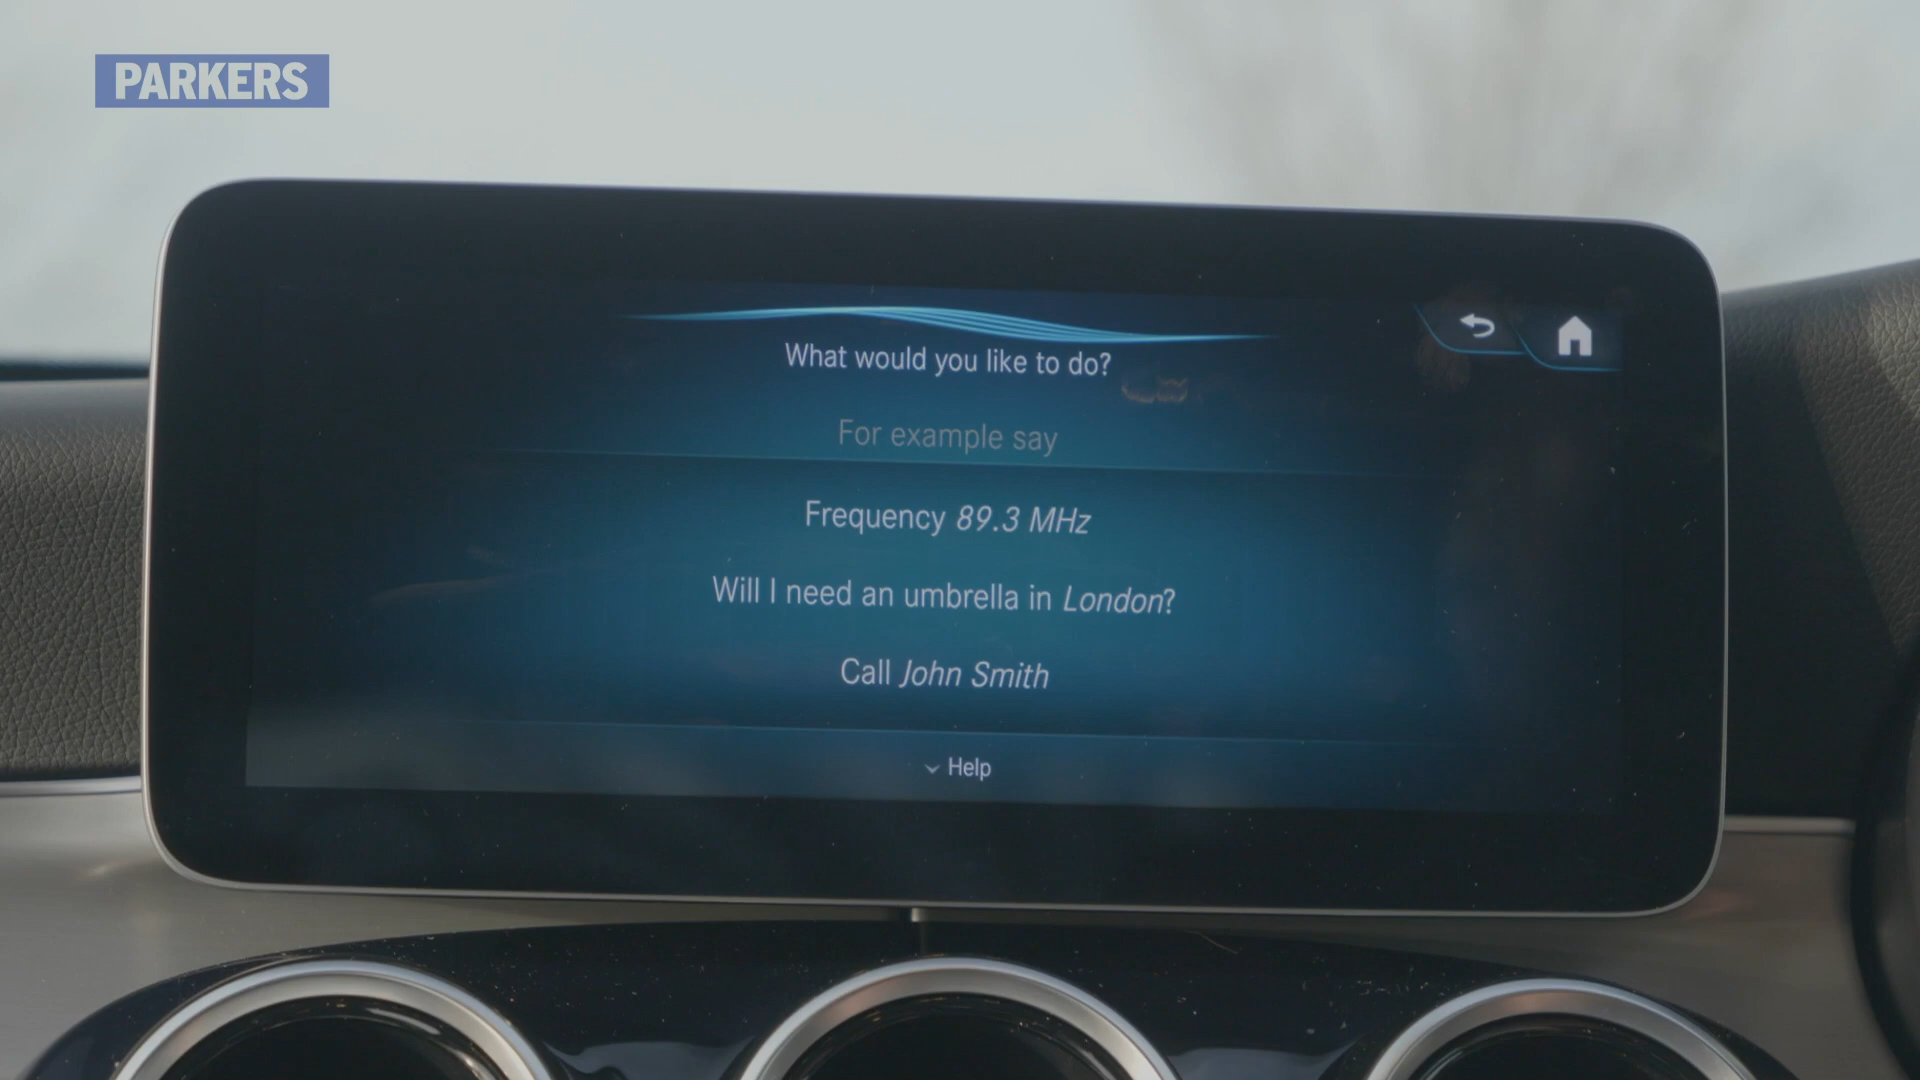 PARKERS
What would you like to do?
For example say
Frequency 89.3 MHz
Will I need an umbrella in London?
Call John Smith
Help